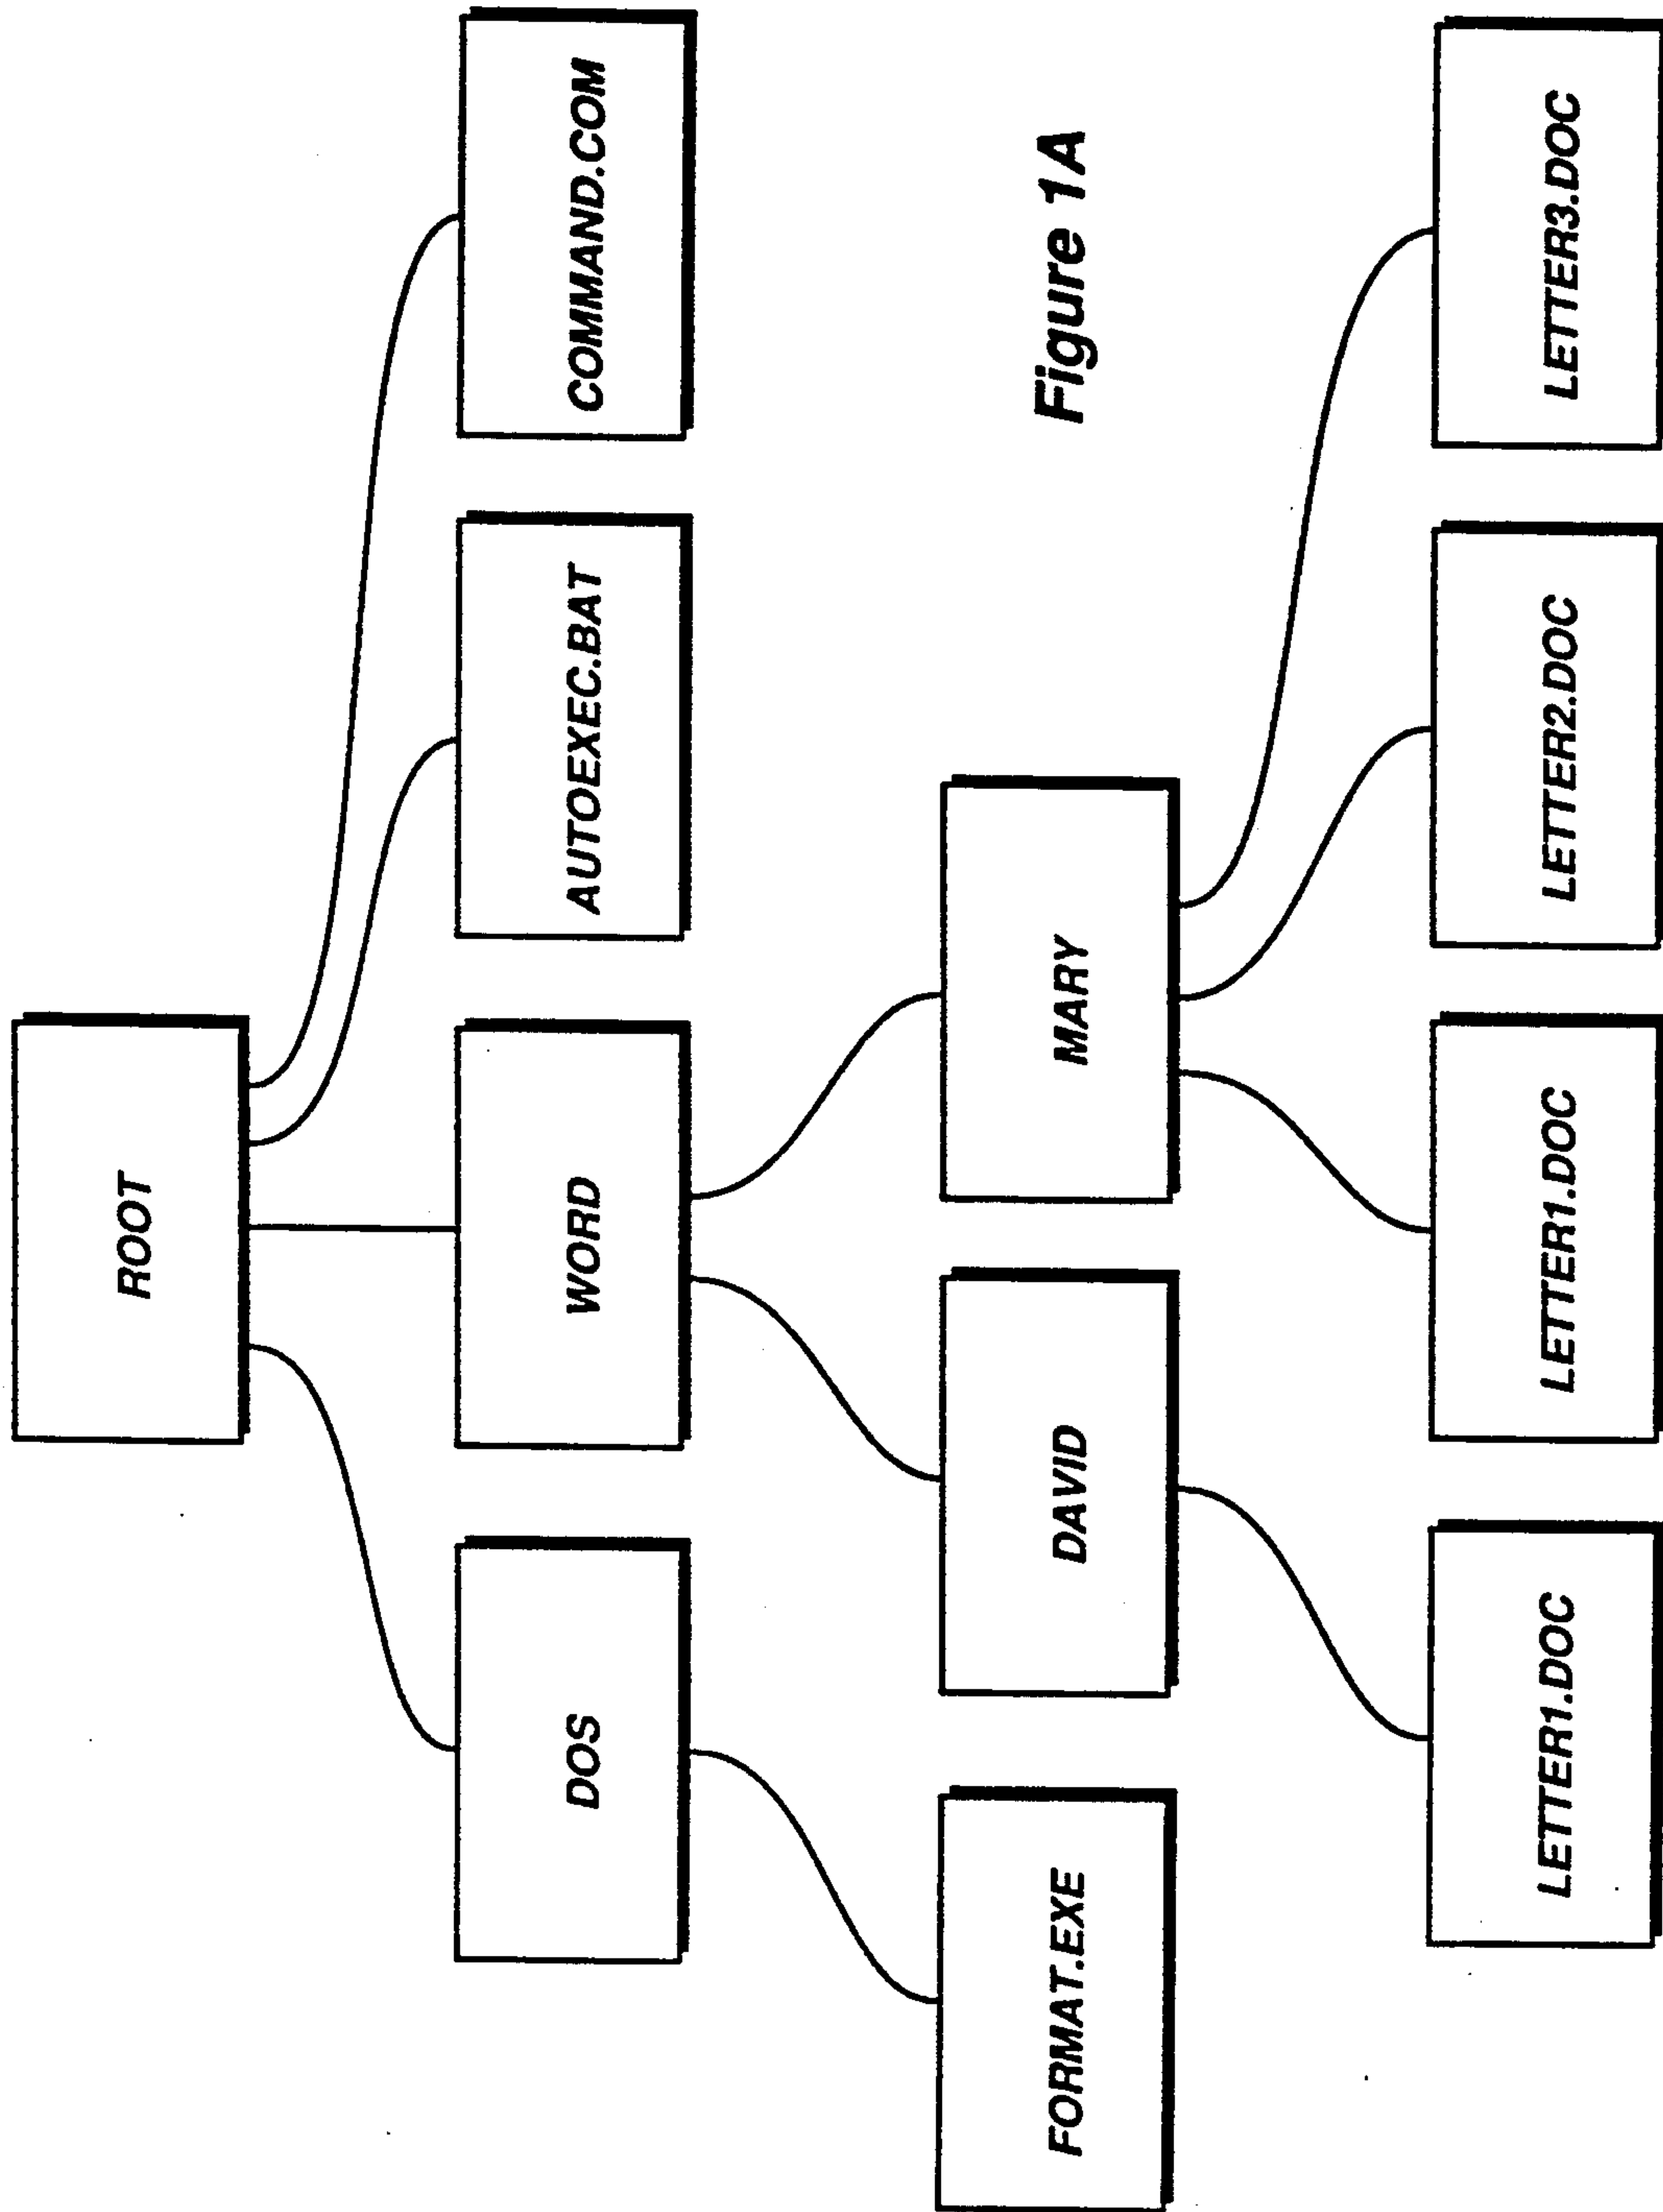 ROOT
DOS
WORD
AUTOEXEC.BAT
COMMAND.COM
FORMAT.EXE
DAVID
MARY
Figure 1A
LETTER1.DOC
LETTER1.DOC
LETTER2.DOC
LETTER3.DOC